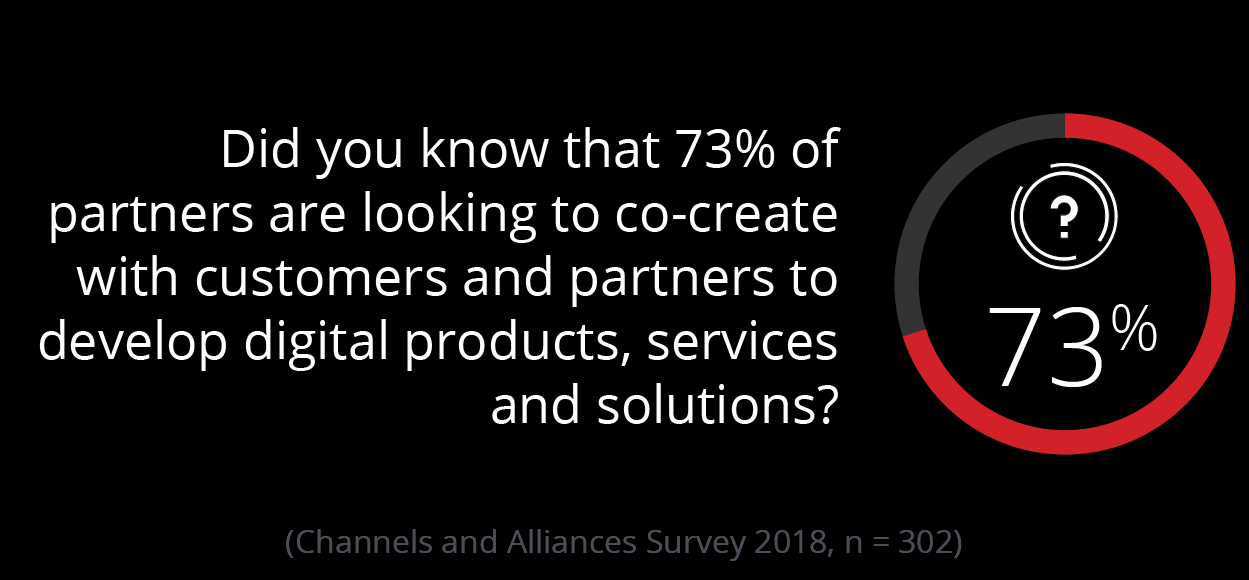 Did you know that 73% of
partners are looking to co-create
with customers and partners to
develop digital products, services
and solutions?
?
73%
(Channels and Alliances Survey 2018, n = 302)